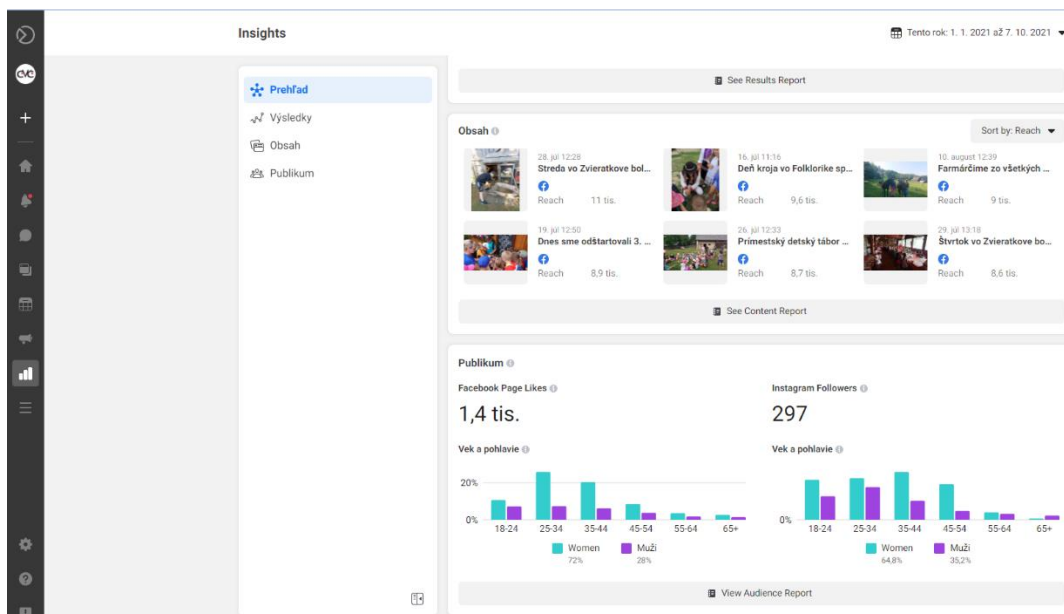 Insights
Tento rok: 1. 1. 2021 až 7. 10. 2021
CVC
Prehľad
Výsledky
Obsah
Publikum
See Results Report
Obsah
Sort by: Reach
28. júl 12:28
Streda vo Zvieratkove bol...
Reach 11 tis.
16. júl 11:16
Deň kroja vo Folklorike sp...
Reach 9,6 tis.
10. august 12:39
Farmárčime zo všetkých ...
Reach 9 tis.
19. júl 12:50
Dnes sme odštartovali 3. ...
Reach 8,9 tis.
26. júl 12:33
Prímestský detský tábor ...
Reach 8,7 tis.
29. júl 13:18
Štvrtok vo Zvieratkove bo...
Reach 8,6 tis.
See Content Report
Publikum
Facebook Page Likes
1,4 tis.
Vek a pohlavie
20%
0%
18-24 25-34 35-44 45-54 55-64 65+
Women Muži
72% 28%
Instagram Followers
297
Vek a pohlavie
0%
18-24 25-34 35-44 45-54 55-64 65+
Women Muži
64,8% 35,2%
View Audience Report